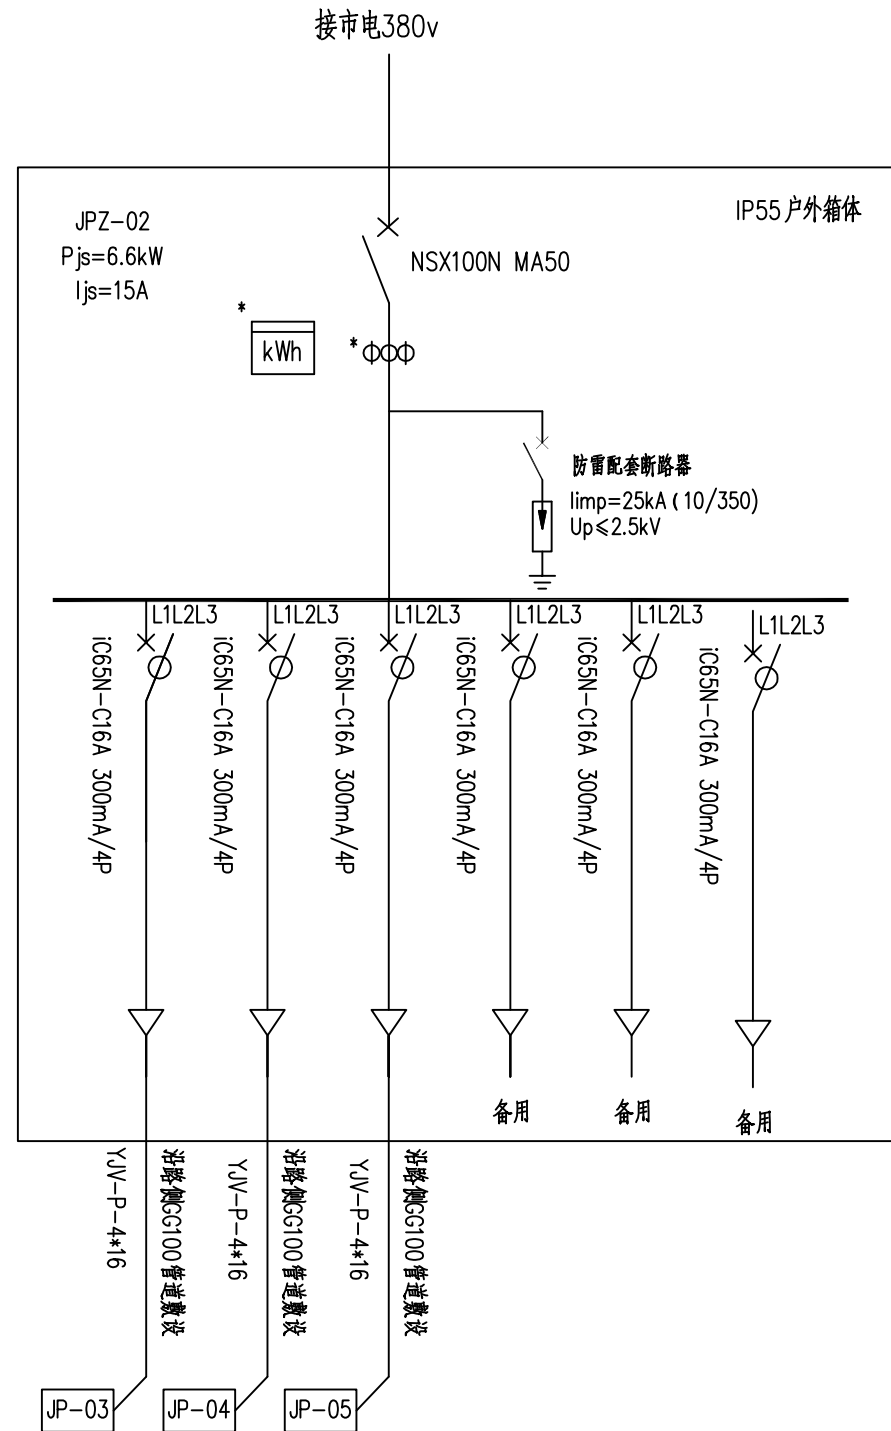 接市电380v
IP55户外箱体
JPZ-02
Pjs=6.6kW
Ijs=15A
NSX100N MA50
*
kWh
*
防雷配套断路器
Iimp=25kA(10/350)
Up≤2.5kV
L1L2L3
L1L2L3
L1L2L3
L1L2L3
L1L2L3
L1L2L3
iC65N-C16A 300mA/4P
iC65N-C16A 300mA/4P
iC65N-C16A 300mA/4P
iC65N-C16A 300mA/4P
iC65N-C16A 300mA/4P
iC65N-C16A 300mA/4P
备用
备用
备用
YJV-P-4*16
沿路侧GG100管道敷设
YJV-P-4*16
沿路侧GG100管道敷设
YJV-P-4*16
沿路侧GG100管道敷设
JP-03
JP-04
JP-05